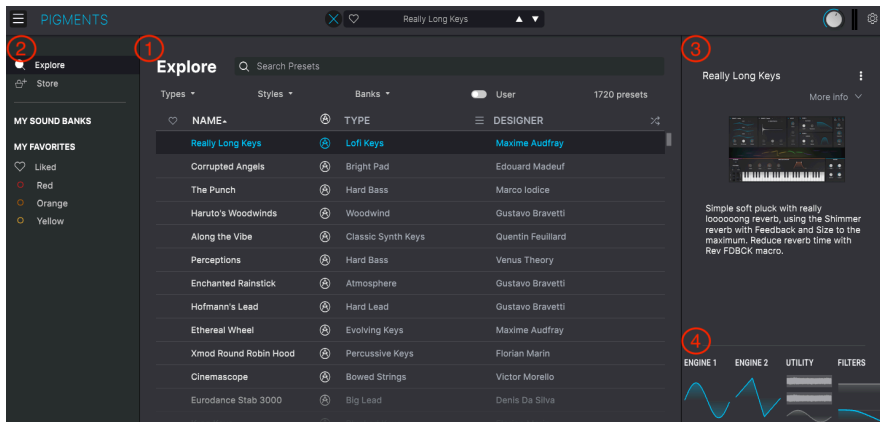 PIGMENTS
Really Long Keys
2
Explore
Store
MY SOUND BANKS
MY FAVORITES
Liked
Red
Orange
Yellow
1
Explore
Search Presets
Types Styles Banks User 1720 presets
NAME TYPE DESIGNER
Really Long Keys Lofi Keys Maxime Audfray
Corrupted Angels Bright Pad Edouard Madeuf
The Punch Hard Bass Marco Iodice
Haruto's Woodwinds Woodwind Gustavo Bravetti
Along the Vibe Classic Synth Keys Quentin Feuillard
Perceptions Hard Bass Venus Theory
Enchanted Rainstick Atmosphere Gustavo Bravetti
Hofmann's Lead Hard Lead Gustavo Bravetti
Ethereal Wheel Evolving Keys Maxime Audfray
Xmod Round Robin Hood Percussive Keys Florian Marin
Cinemascope Bowed Strings Victor Morello
Eurodance Stab 3000 Big Lead Denis Da Silva
3
Really Long Keys
More info
Simple soft pluck with really
loooooong reverb, using the Shimmer
reverb with Feedback and Size to the
maximum. Reduce reverb time with
Rev FDBCK macro.
4
ENGINE 1 ENGINE 2 UTILITY FILTERS